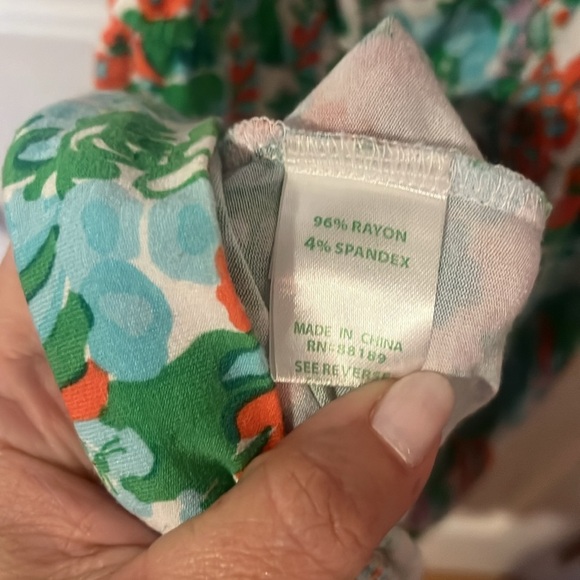 96% RAYON
4% SPANDEX
MADE IN CHINA
RN#88189
SEE REVERSE